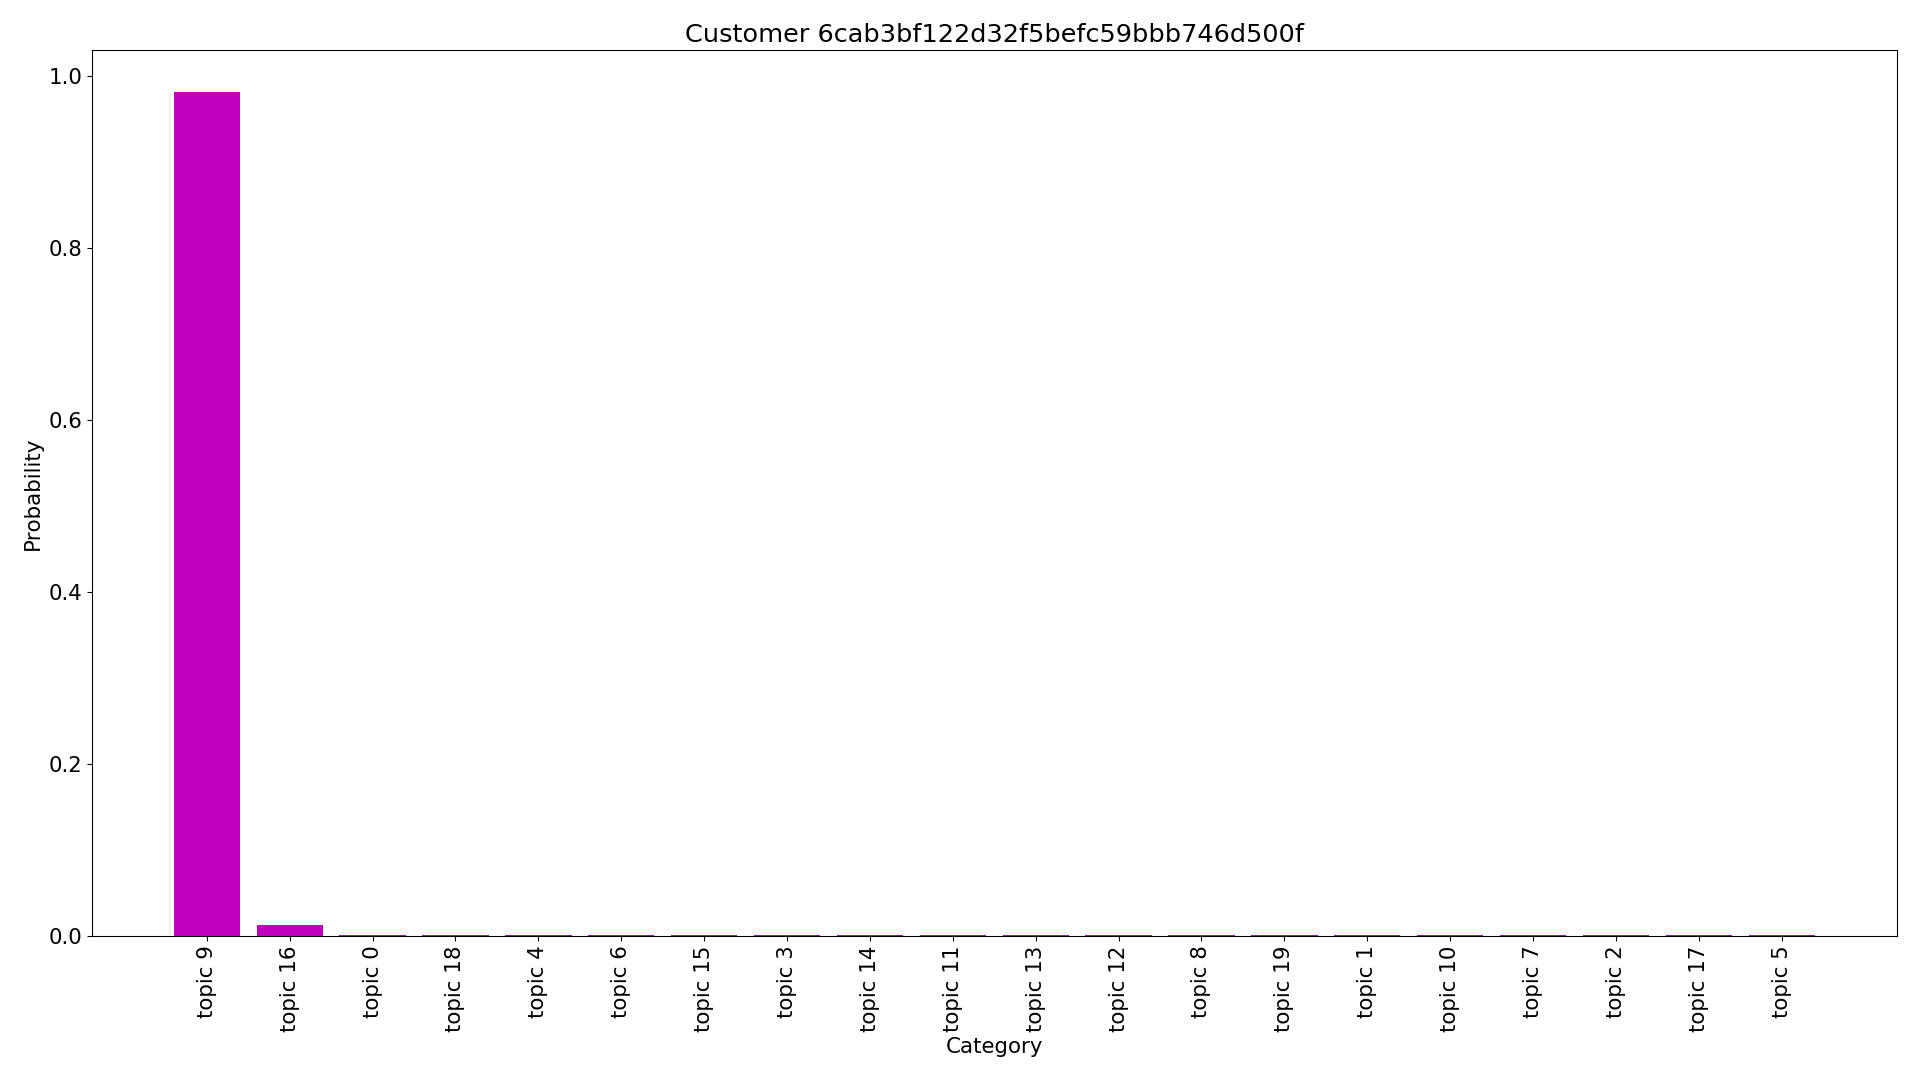 Customer 6cab3bf122d32f5befc59bbb746d500f
1.0
0.8
0.6
0.4
0.2
0.0
Probability
topic 9
topic 16
topic 0
topic 18
topic 4
topic 6
topic 15
topic 3
topic 14
topic 11
topic 13
topic 12
topic 8
topic 19
topic 1
topic 10
topic 7
topic 2
topic 17
topic 5
Category